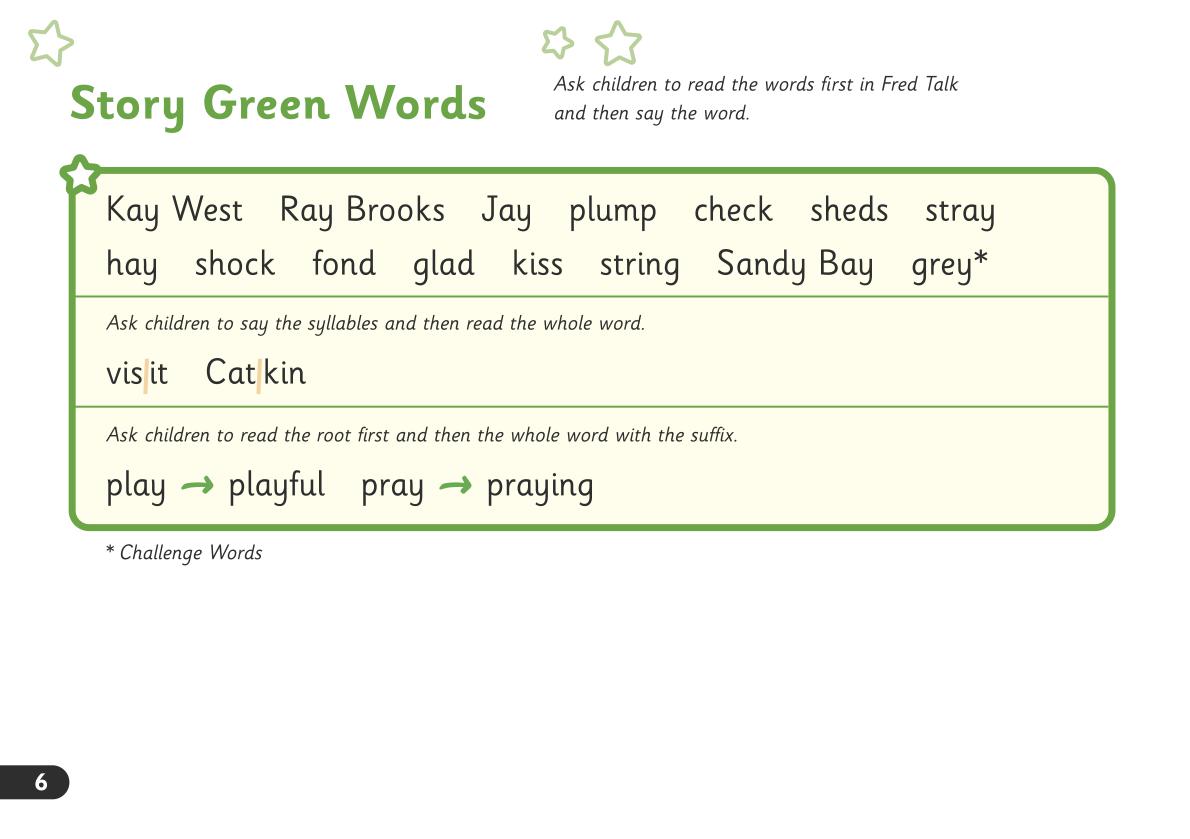 Story Green Words
Ask children to read the words first in Fred Talk
and then say the word.
Kay West Ray Brooks Jay plump check sheds stray
hay shock fond glad kiss string Sandy Bay grey*
Ask children to say the syllables and then read the whole word.
vis|it Cat|kin
Ask children to read the root first and then the whole word with the suffix.
play → playful pray → praying
* Challenge Words
6